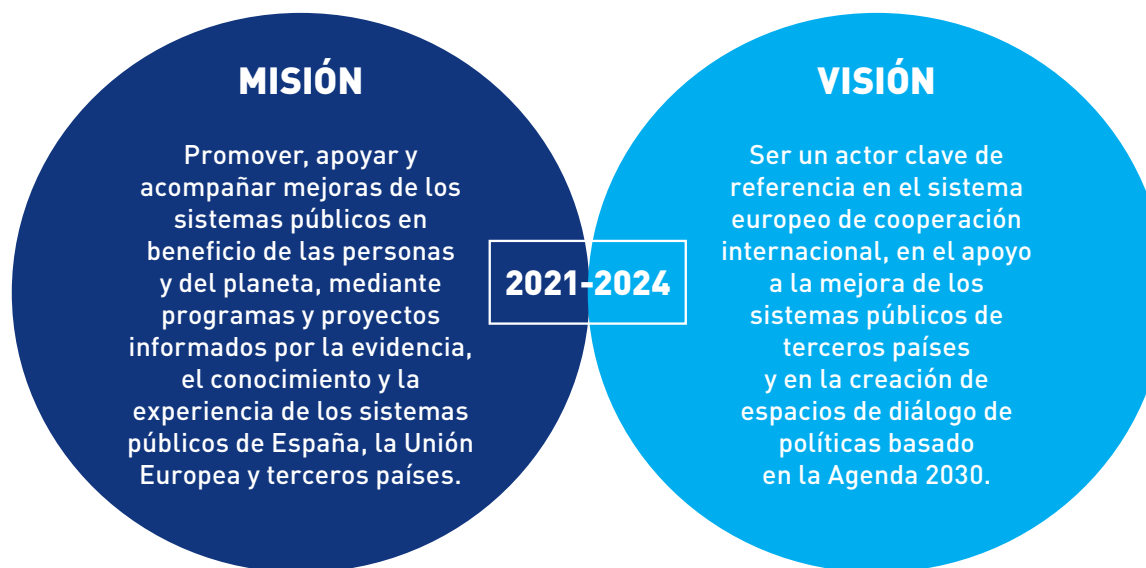 MISIÓN
Promover, apoyar y
acompañar mejoras de los
sistemas públicos en
beneficio de las personas
y del planeta, mediante
programas y proyectos
informados por la evidencia,
el conocimiento y la
experiencia de los sistemas
públicos de España, la Unión
Europea y terceros países.
2021-2024
VISIÓN
Ser un actor clave de
referencia en el sistema
europeo de cooperación
internacional, en el apoyo
a la mejora de los
sistemas públicos de
terceros países
y en la creación de
espacios de diálogo de
políticas basado
en la Agenda 2030.